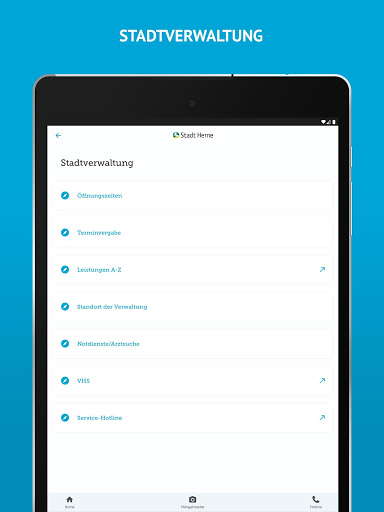 STADTVERWALTUNG
Stadt Herne
Stadtverwaltung
Öffnungszeiten
Terminvergabe
Leistungen A-Z
Standort der Verwaltung
Notdienste/Arztsuche
VHS
Service-Hotline
Home
Mängelmelder
Hotline